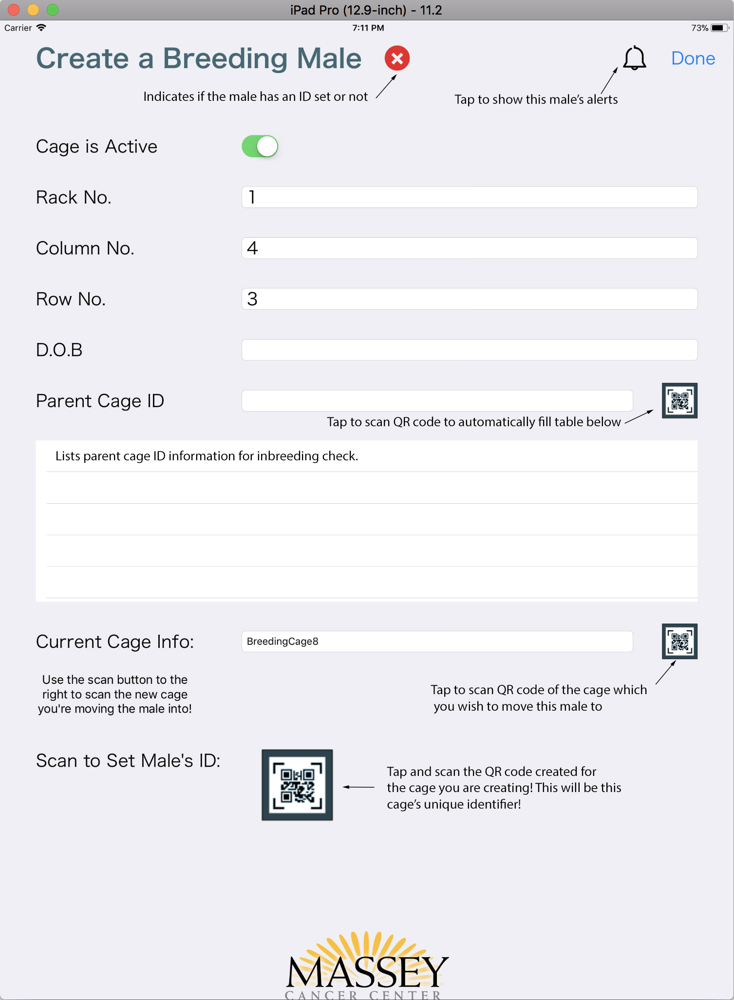 iPad Pro (12.9-inch) - 11.2
Carrier 7:11 PM 73%
Create a Breeding Male Done
Indicates if the male has an ID set or not
Tap to show this male’s alerts
Cage is Active
Rack No. 1
Column No. 4
Row No. 3
D.O.B
Parent Cage ID
Tap to scan QR code to automatically fill table below
Lists parent cage ID information for inbreeding check.
Current Cage Info: BreedingCage8
Use the scan button to the
right to scan the new cage
you're moving the male into!
Tap to scan QR code of the cage which
you wish to move this male to
Scan to Set Male's ID:
Tap and scan the QR code created for
the cage you are creating! This will be this
cage’s unique identifier!
MASSEY
CANCER CENTER